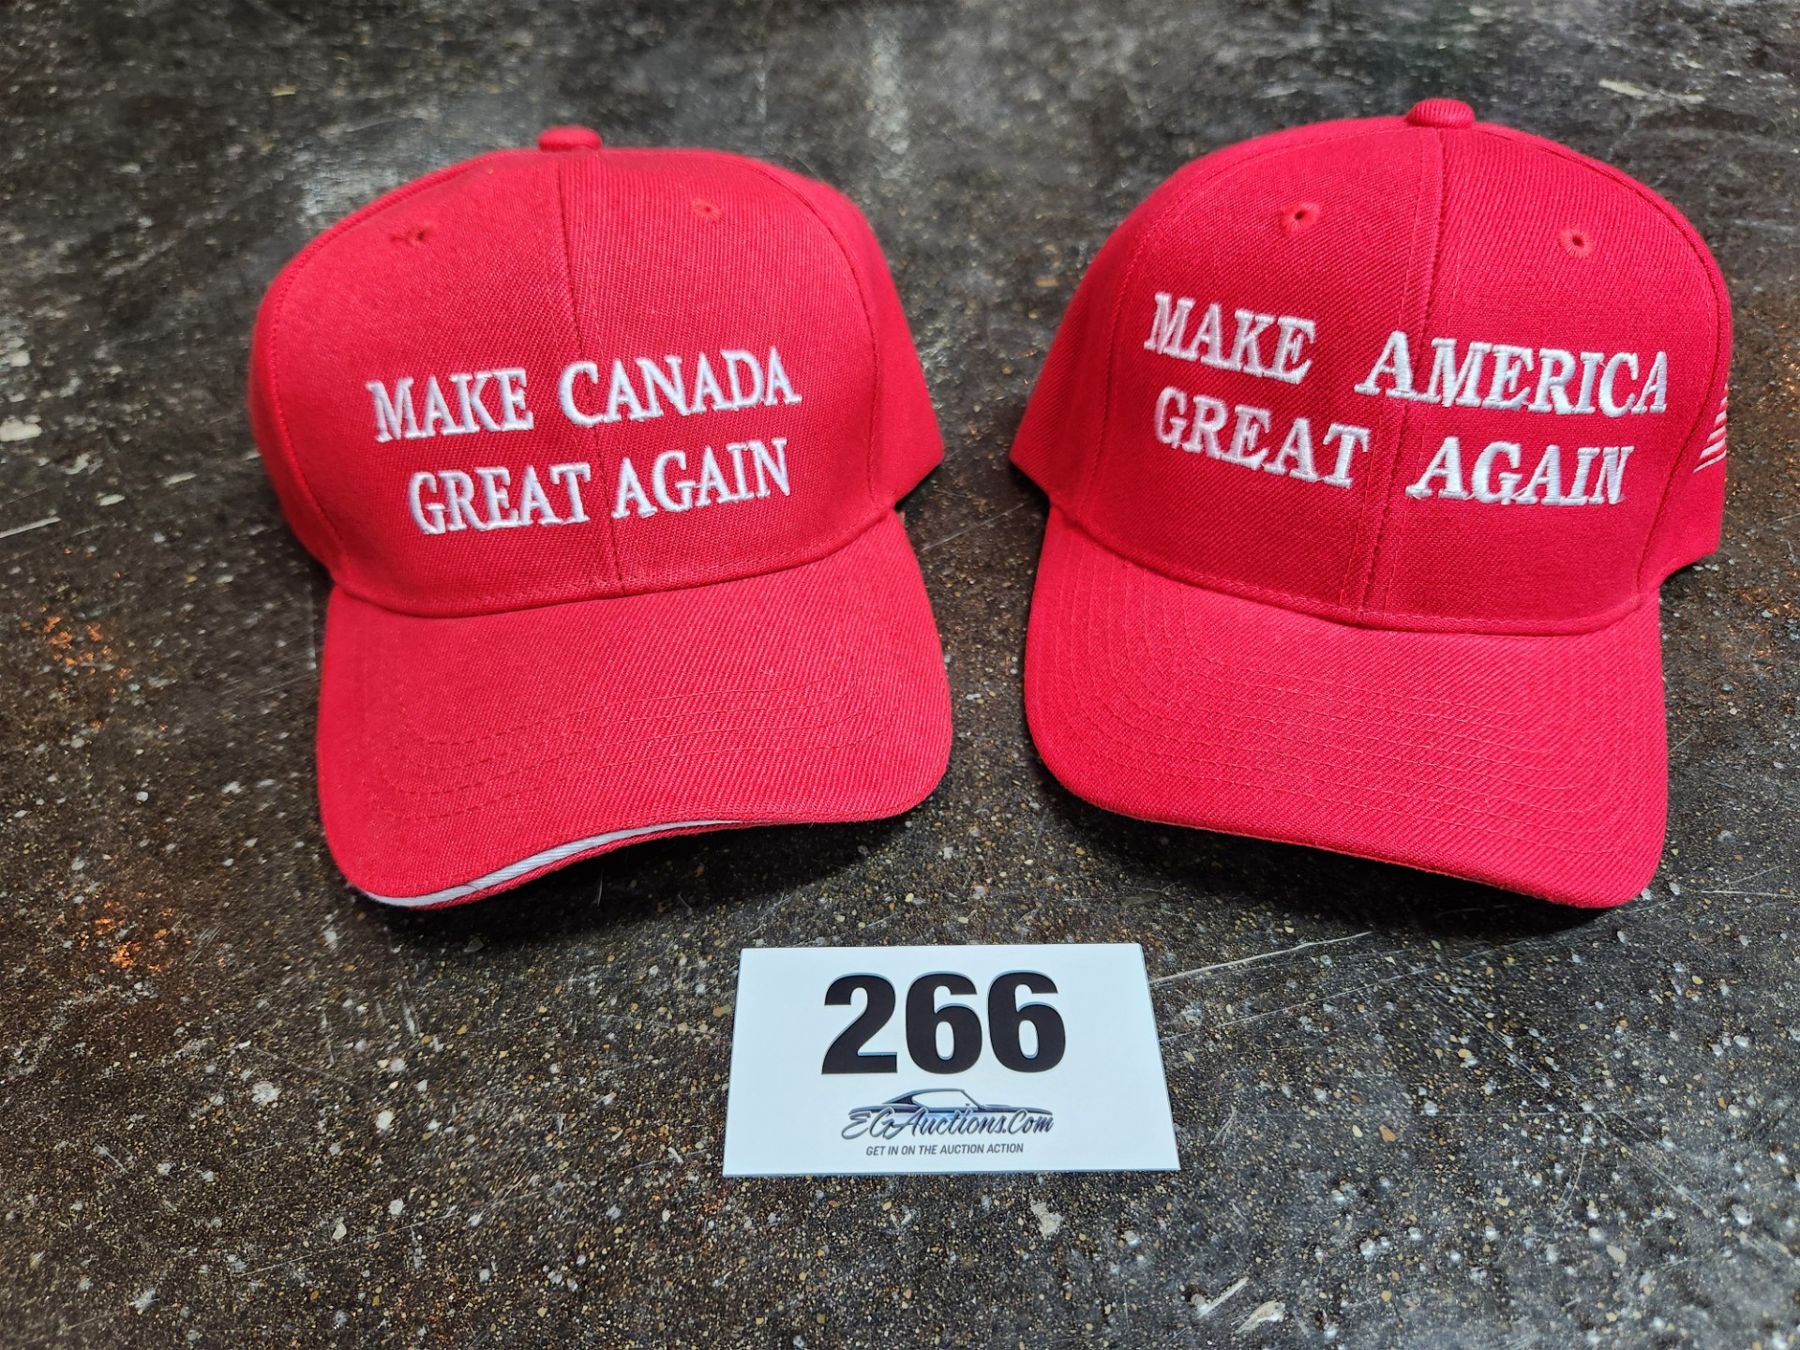 MAKE CANADA
GREAT AGAIN
MAKE AMERICA
GREAT AGAIN
266
EGAuctions.Com
GET IN ON THE AUCTION ACTION